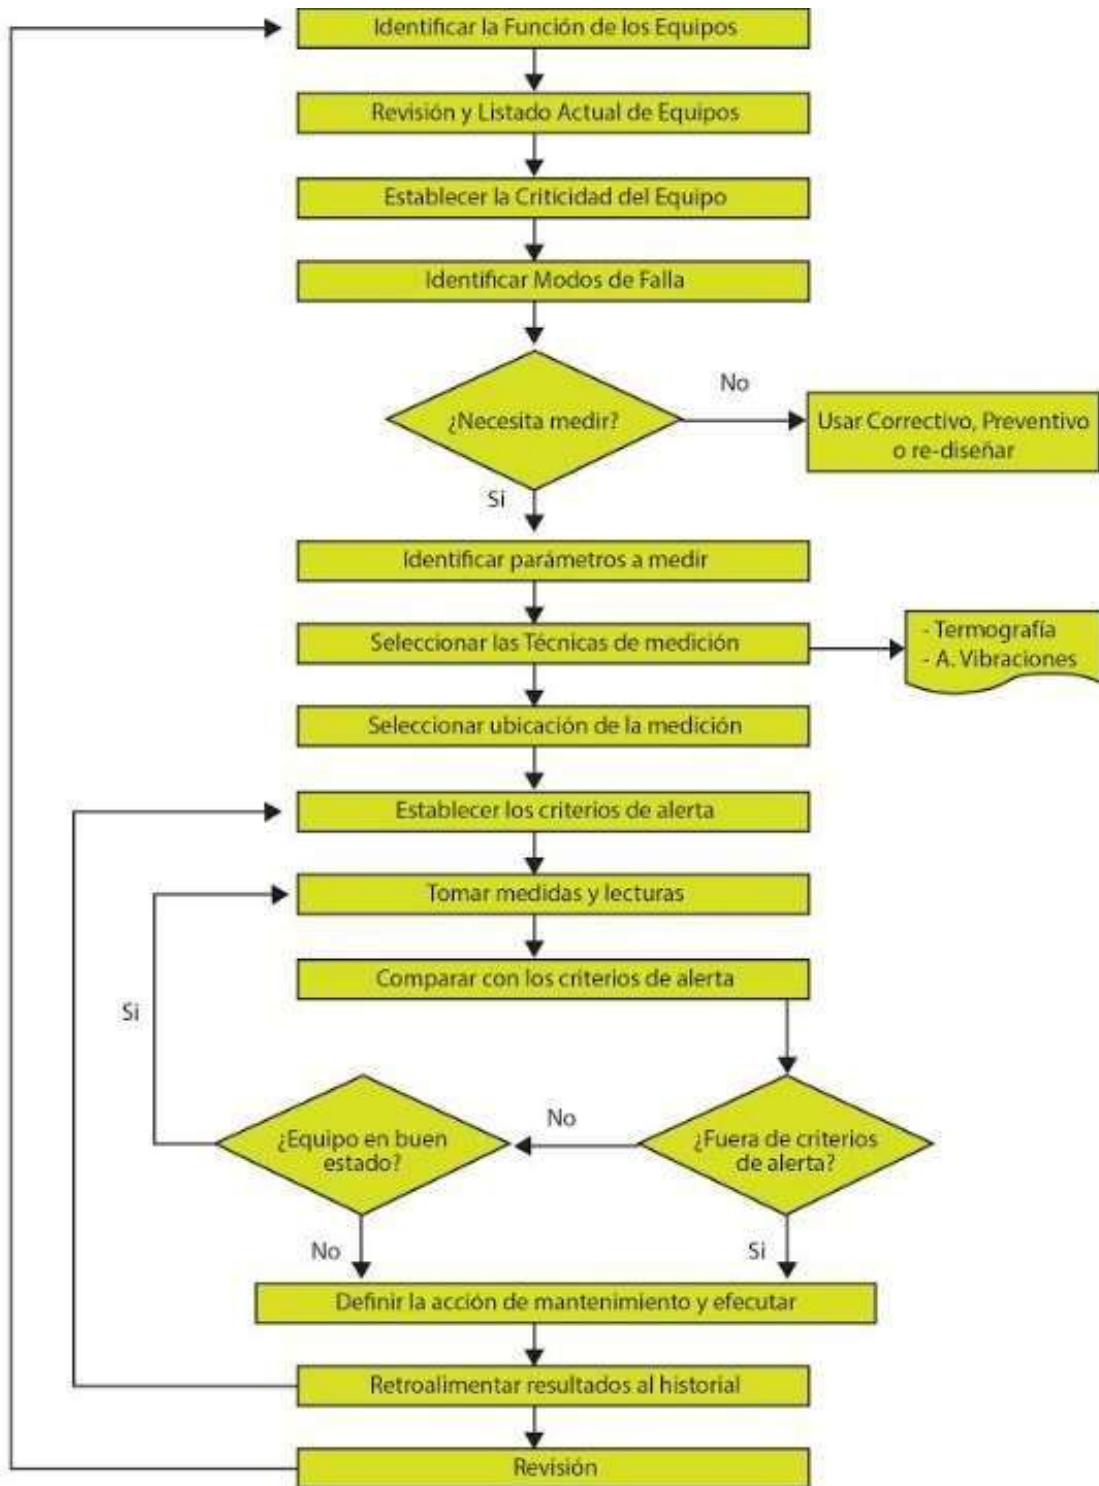 Identificar la Función de los Equipos
Revisión y Listado Actual de Equipos
Establecer la Criticidad del Equipo
Identificar Modos de Falla
No
¿Necesita medir?
Usar Correctivo, Preventivo
o re-diseñar
Si
Identificar parámetros a medir
Seleccionar las Técnicas de medición
- Termografía
- A. Vibraciones
Seleccionar ubicación de la medición
Establecer los criterios de alerta
Tomar medidas y lecturas
Comparar con los criterios de alerta
Si
¿Equipo en buen
estado?
No
¿Fuera de criterios
de alerta?
No
Si
Definir la acción de mantenimiento y efecutar
Retroalimentar resultados al historial
Revisión